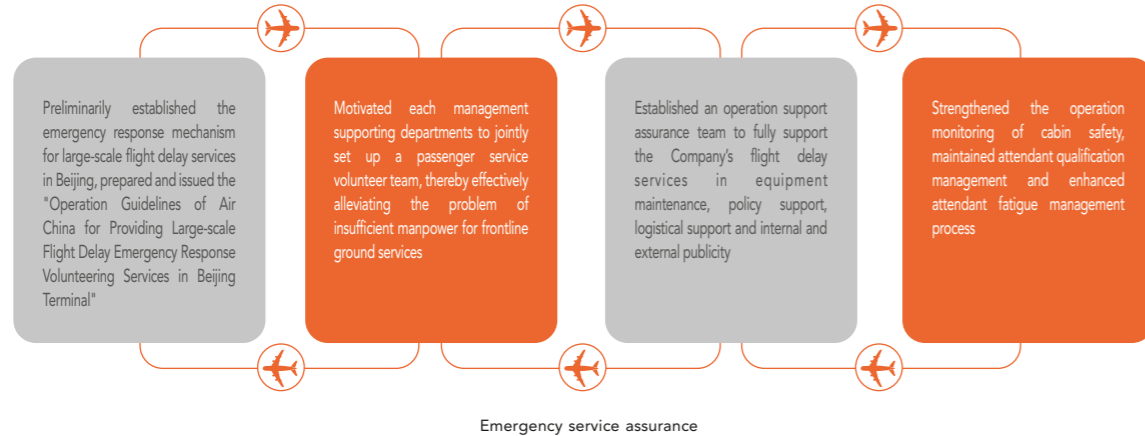 Preliminarily established the
emergency response mechanism
for large-scale flight delay services
in Beijing, prepared and issued the
"Operation Guidelines of Air
China for Providing Large-scale
Flight Delay Emergency Response
Volunteering Services in Beijing
Terminal"
Motivated each management
supporting departments to jointly
set up a passenger service
volunteer team, thereby effectively
alleviating the problem of
insufficient manpower for frontline
ground services
Established an operation support
assurance team to fully support
the Company's flight delay
services in equipment
maintenance, policy support,
logistical support and internal and
external publicity
Strengthened the operation
monitoring of cabin safety,
maintained attendant qualification
management and enhanced
attendant fatigue management
process
Emergency service assurance